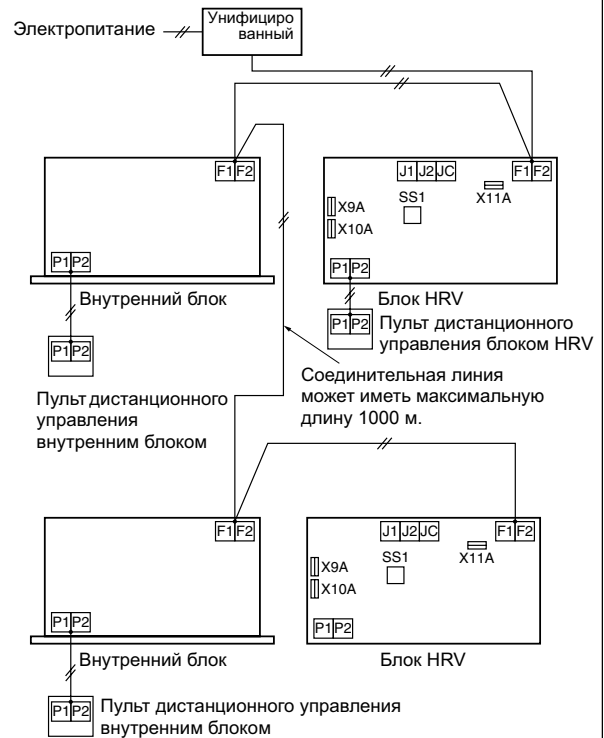 Электропитание
Унифициро
ванный
F1 F2
J1 J2 JC
F1 F2
SS1
X11A
X9A
X10A
P1 P2
P1 P2
Внутренний блок
Блок HRV
P1 P2
P1 P2
Пульт дистанционного
управления блоком HRV
Пульт дистанционного
управления
внутренним блоком
Соединительная линия
может иметь максимальную
длину 1000 м.
F1 F2
J1 J2 JC
F1 F2
SS1
X11A
X9A
X10A
P1 P2
P1 P2
Внутренний блок
Блок HRV
P1 P2
Пульт дистанционного управления
внутренним блоком